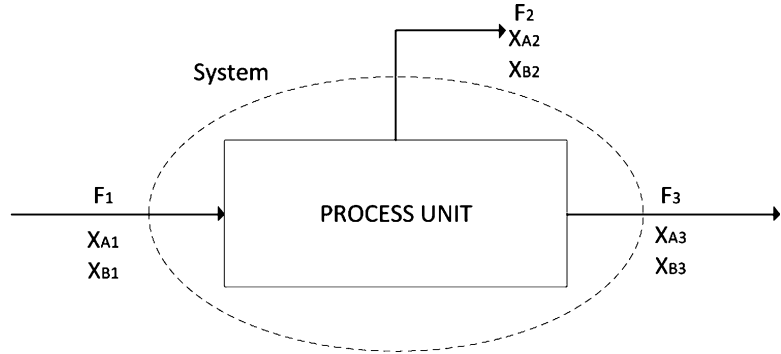 F2
XA2
XB2
System
F1
XA1
XB1
PROCESS UNIT
F3
XA3
XB3